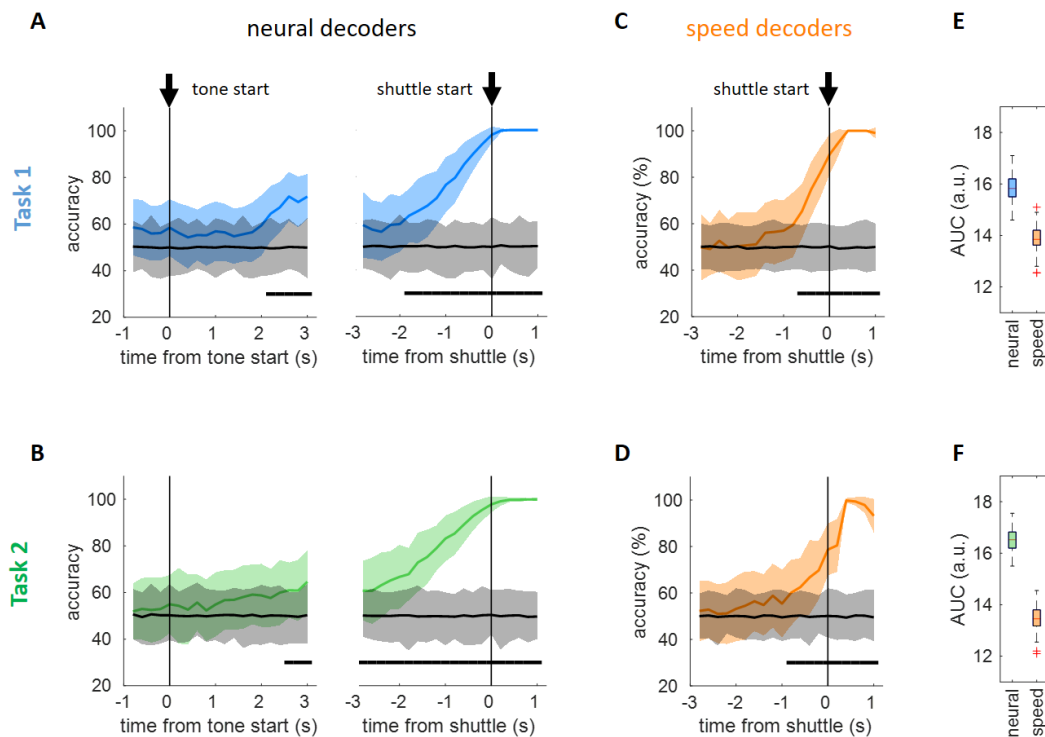 A
neural decoders
C
speed decoders
E
tone start
shuttle start
shuttle start
Task 1
accuracy
100
80
60
40
20
-1
0
1
2
3
time from tone start (s)
-3
-2
-1
0
1
time from shuttle (s)
accuracy (%)
100
80
60
40
20
-3
-2
-1
0
1
time from shuttle (s)
AUC (a.u.)
18
16
14
12
neural
speed
B
D
F
Task 2
accuracy
100
80
60
40
20
-1
0
1
2
3
time from tone start (s)
-3
-2
-1
0
1
time from shuttle (s)
accuracy (%)
100
80
60
40
20
-3
-2
-1
0
1
time from shuttle (s)
AUC (a.u.)
18
16
14
12
neural
speed